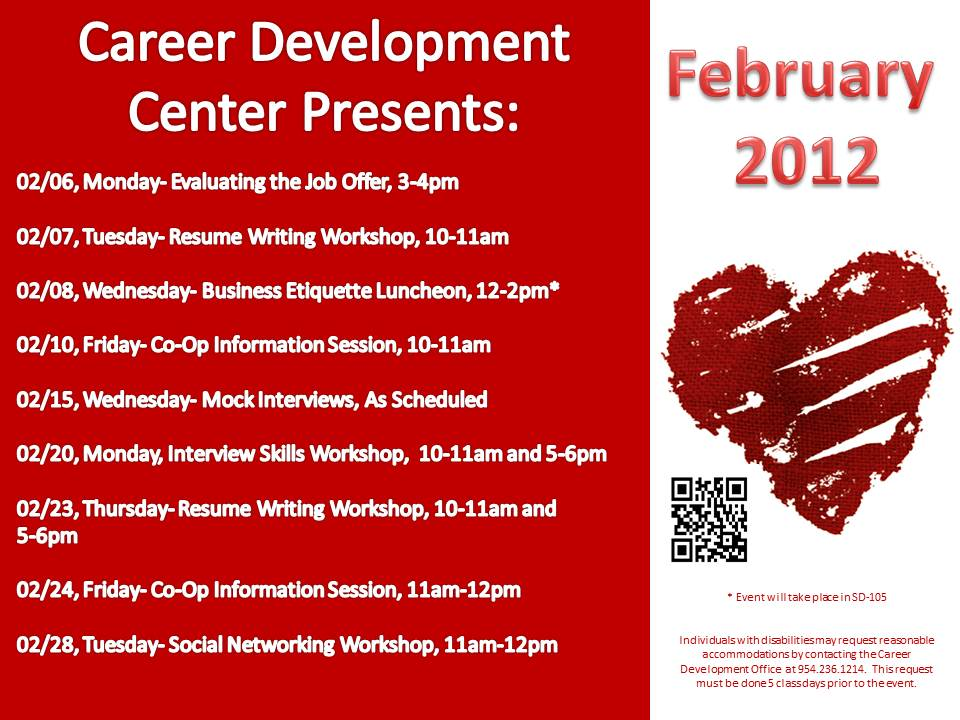 Career Development
Center Presents:
02/06, Monday- Evaluating the Job Offer, 3-4pm
02/07, Tuesday- Resume Writing Workshop, 10-11am
02/08, Wednesday- Business Etiquette Luncheon, 12-2pm*
02/10, Friday- Co-Op Information Session, 10-11am
02/15, Wednesday- Mock Interviews, As Scheduled
02/20, Monday, Interview Skills Workshop,  10-11am and 5-6pm
02/23, Thursday- Resume Writing Workshop, 10-11am and
5-6pm
02/24, Friday- Co-Op Information Session, 11am-12pm
02/28, Tuesday- Social Networking Workshop, 11am-12pm
February
2012
* Event will take place in SD-105
Individuals with disabilities may request reasonable
accommodations by contacting the Career
Development Office at 954.236.1214.  This request
must be done 5 class days prior to the event.